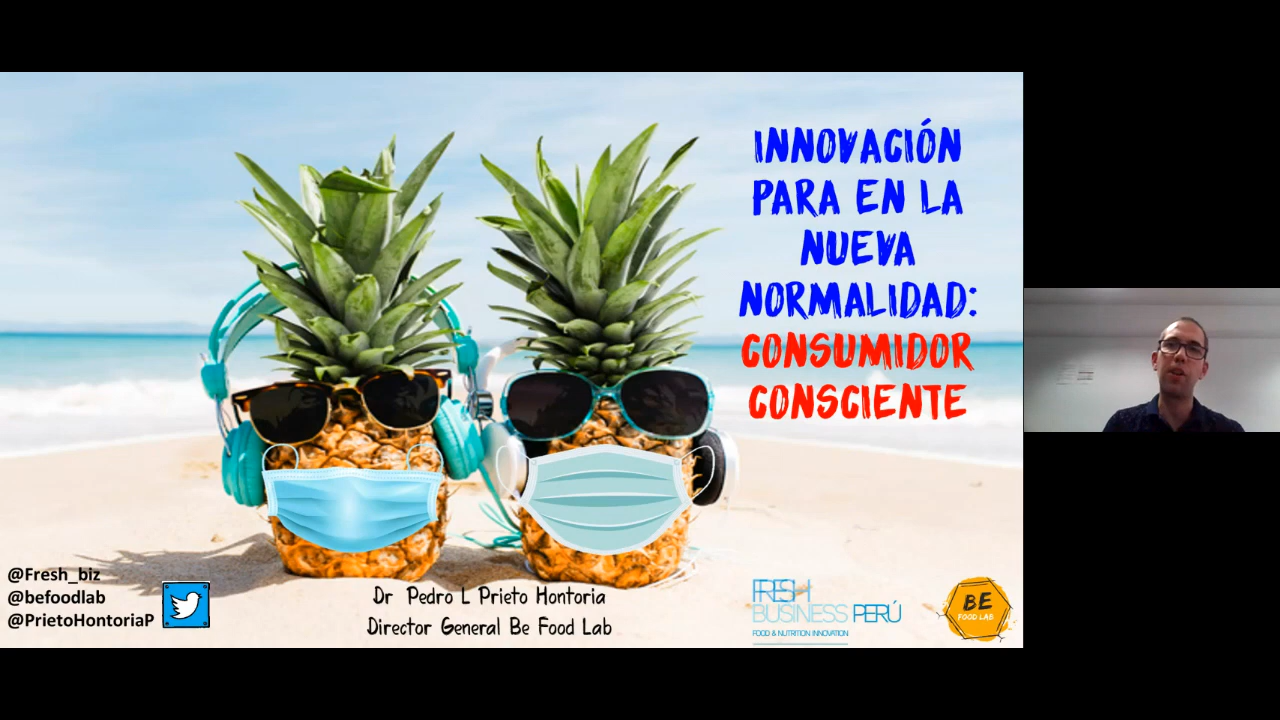 INNOVACIÓN
PARA EN LA
NUEVA
NORMALIDAD:
CONSUMIDOR
CONSCIENTE
@Fresh_biz
@befoodlab
@PrietoHontoriaP
Dr Pedro L Prieto Hontoria
Director General Be Food Lab
FRESH
BUSINESS PERÚ
FOOD & NUTRITION INNOVATION
BE
FOOD LAB